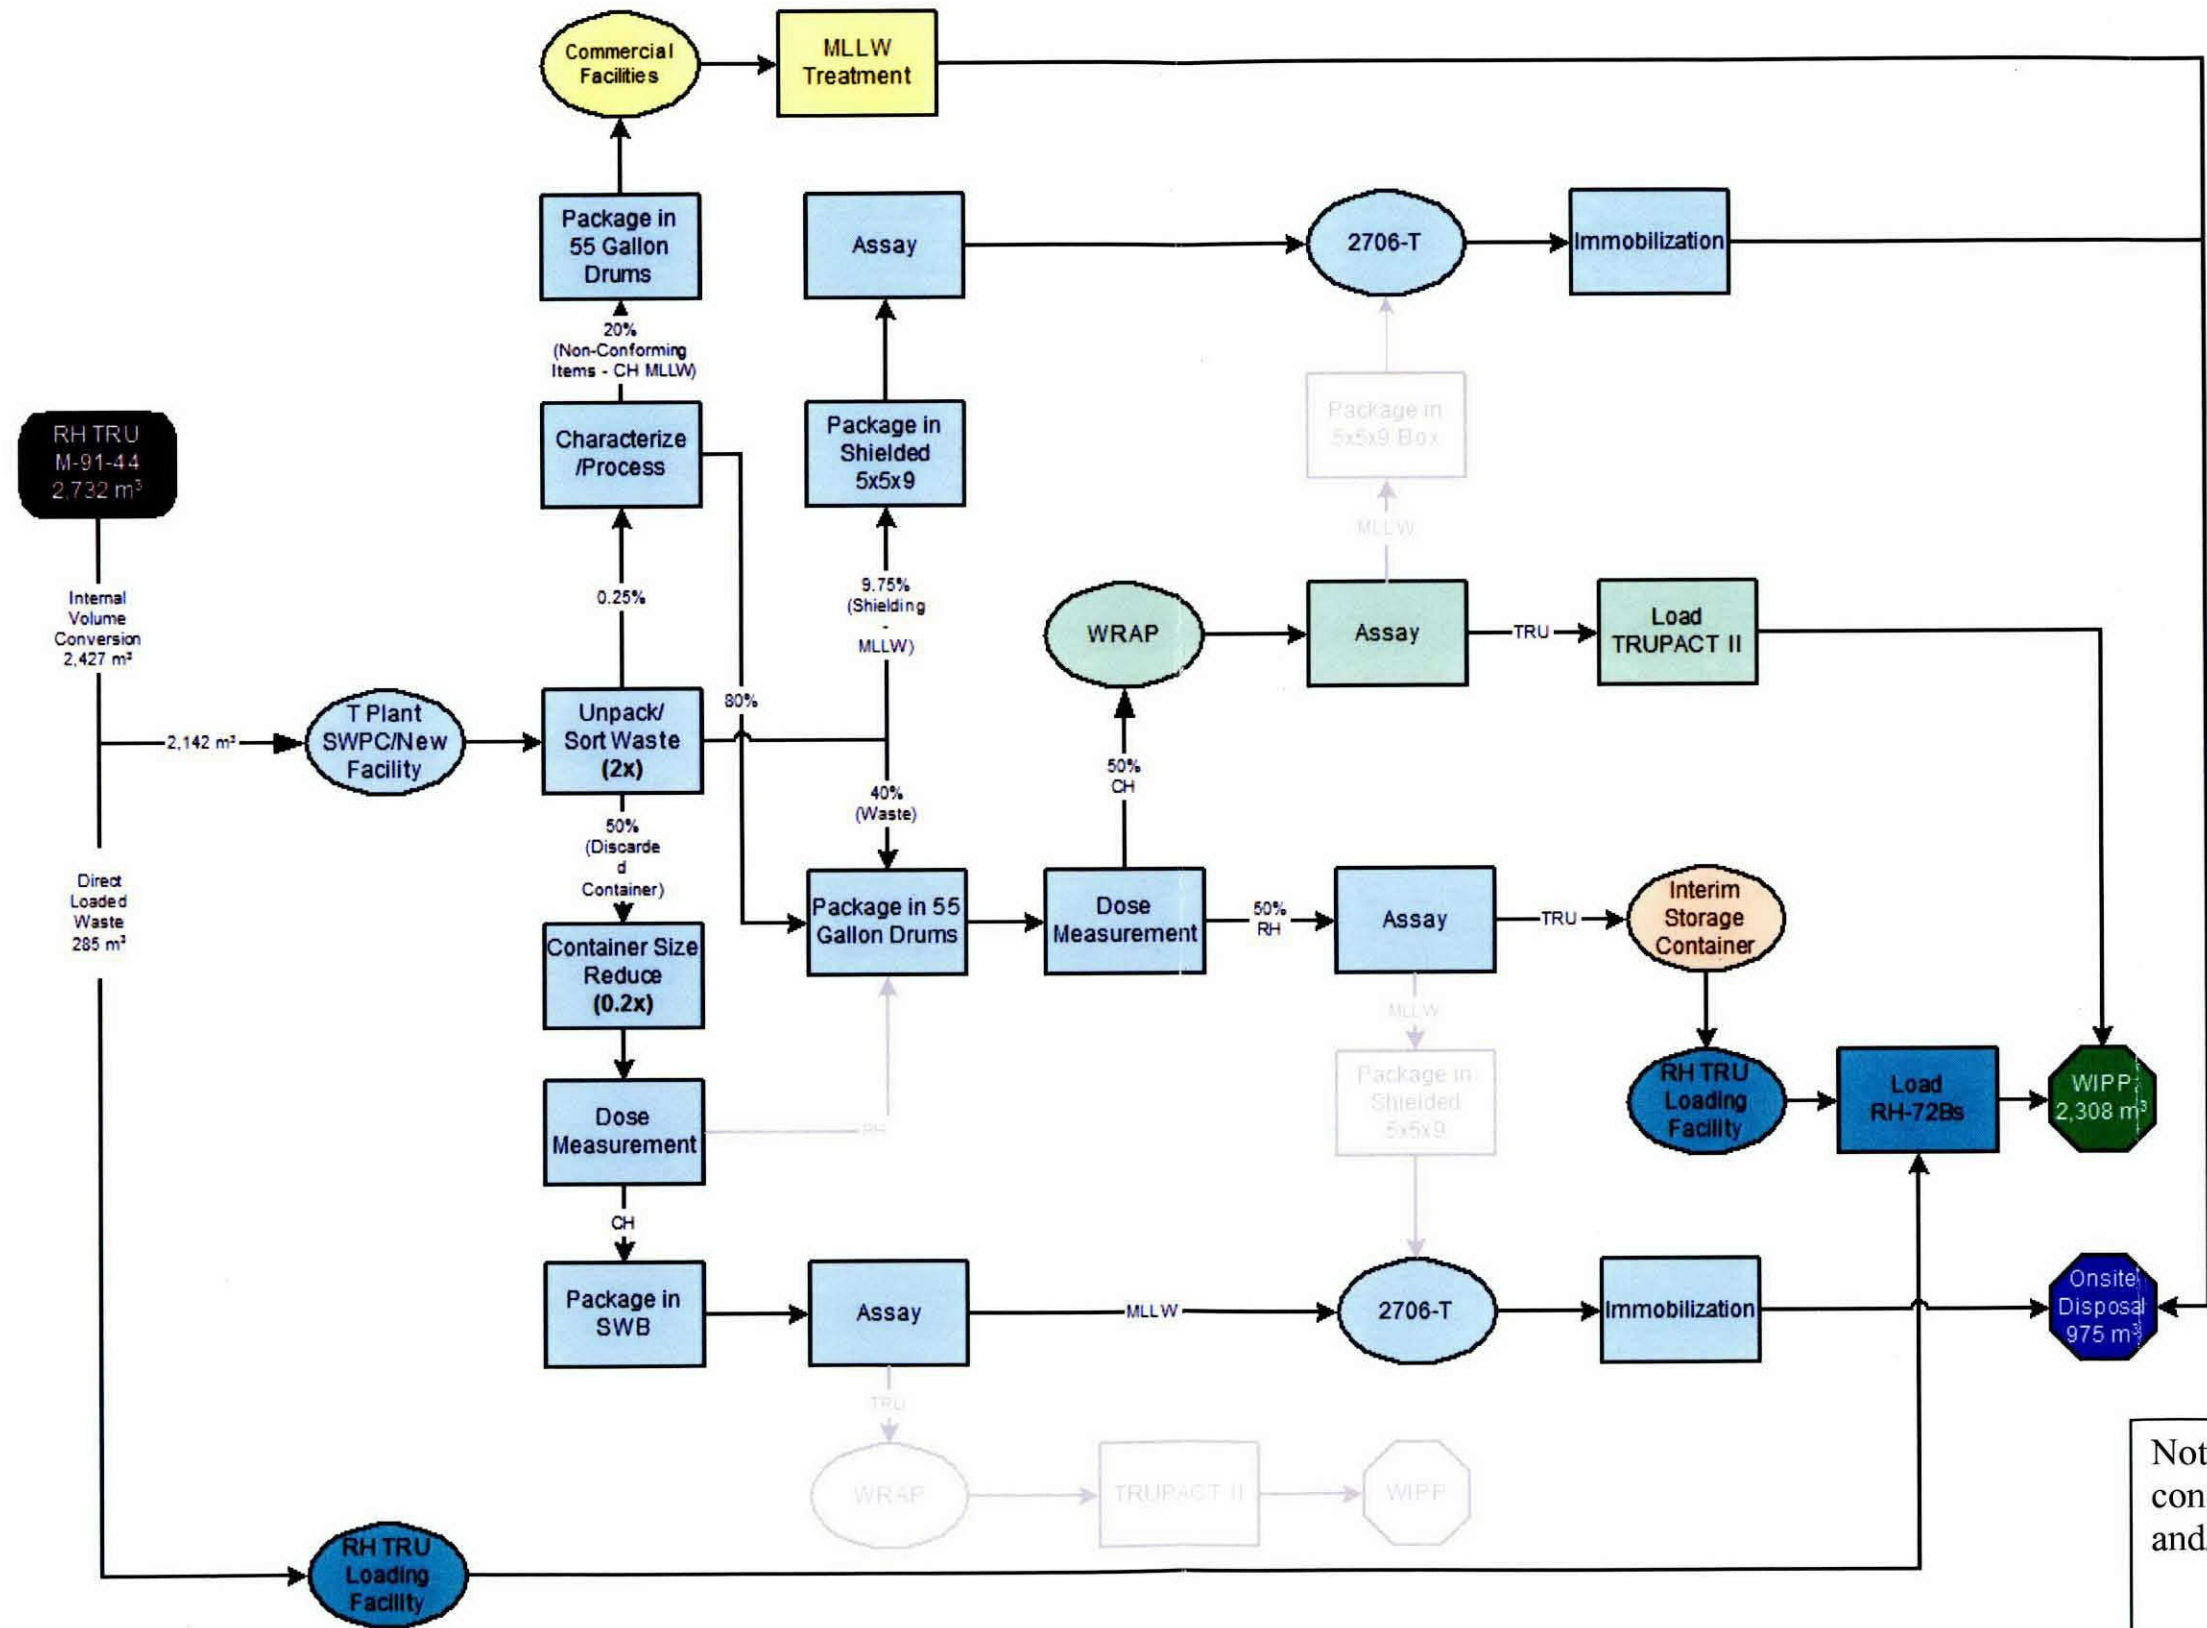 Commercial
Facilities
MLLW
Treatment
Package in
55 Gallon
Drums
Assay
2706-T
Immobilization
20%
(Non-Conforming
Items - CH MLLW)
RH TRU
M-91-44
2,732 m³
Characterize
/Process
Package in
Shielded
5x5x9
Package in
5x5x9 Box
MLLW
Internal
Volume
Conversion
2,427 m³
0.25%
9.75%
(Shielding
-
MLLW)
WRAP
Assay
TRU
Load
TRUPACT II
80%
2,142 m³
T Plant
SWPC/New
Facility
Unpack/
Sort Waste
(2x)
50%
CH
50%
(Discarde
d
Container)
40%
(Waste)
Direct
Loaded
Waste
285 m³
Container Size
Reduce
(0.2x)
Package in 55
Gallon Drums
Dose
Measurement
50%
RH
Assay
TRU
Interim
Storage
Container
MLLW
Package in
Shielded
5x5x9
RH TRU
Loading
Facility
Load
RH-72Bs
WIPP
2,308 m³
Dose
Measurement
RH
CH
Package in
SWB
Assay
MLLW
2706-T
Immobilization
Onsite
Disposal
975 m³
TRU
WRAP
TRUPACT II
WIPP
RH TRU
Loading
Facility
Not
con
and